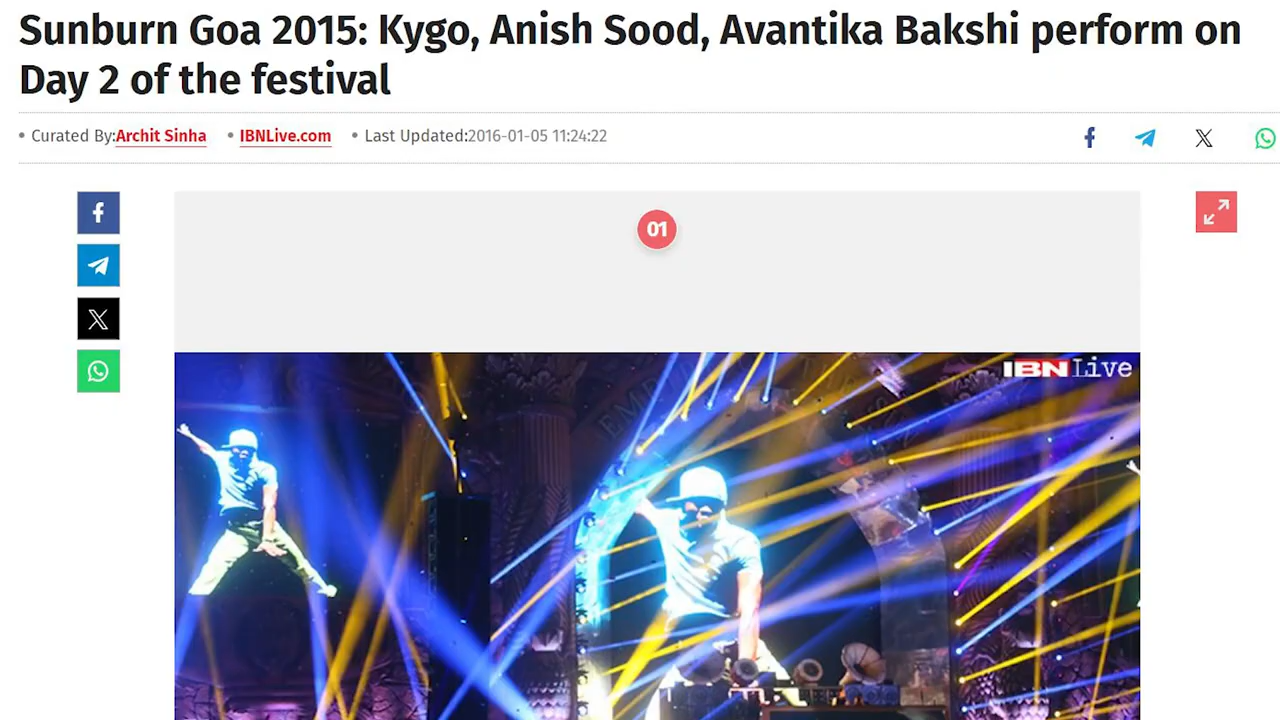 Sunburn Goa 2015: Kygo, Anish Sood, Avantika Bakshi perform on
Day 2 of the festival
• Curated By:Archit Sinha • IBNLive.com • Last Updated:2016-01-05 11:24:22
01
IBN Live